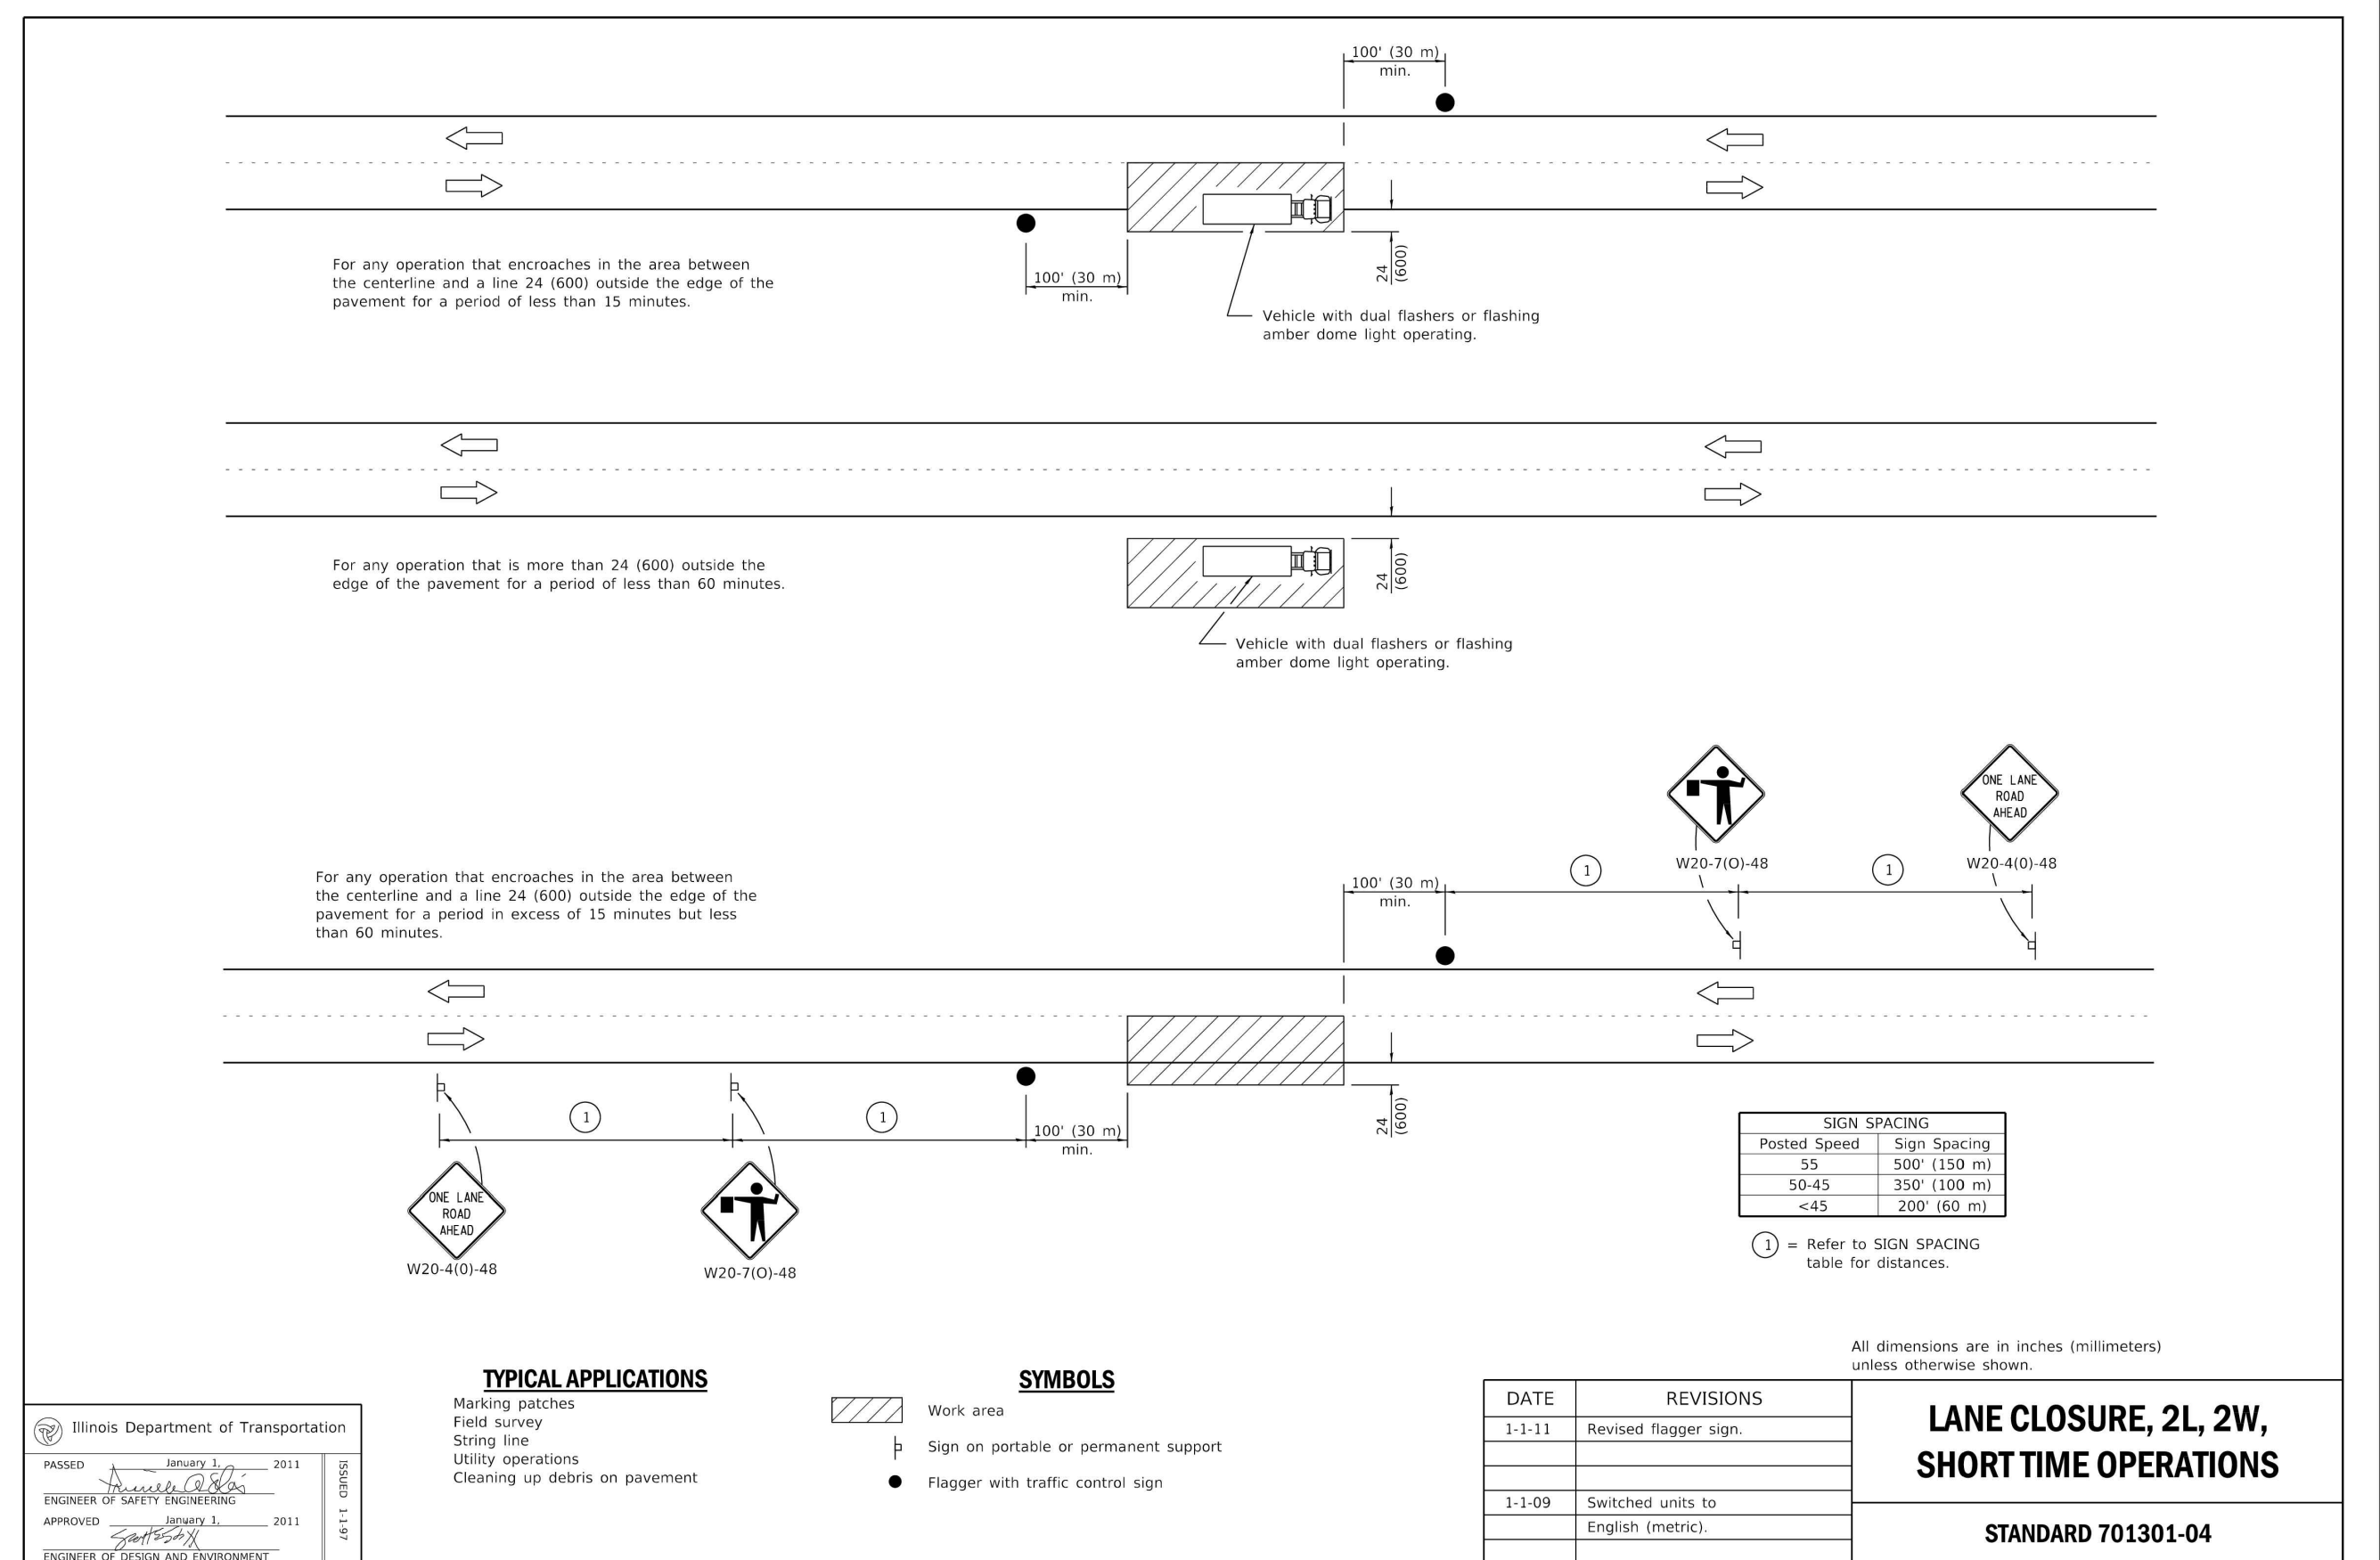 100' (30 m)
min.
For any operation that encroaches in the area between
the centerline and a line 24 (600) outside the edge of the
pavement for a period of less than 15 minutes.
100' (30 m)
min.
24
(600)
Vehicle with dual flashers or flashing
amber dome light operating.
For any operation that is more than 24 (600) outside the
edge of the pavement for a period of less than 60 minutes.
24
(600)
Vehicle with dual flashers or flashing
amber dome light operating.
ONE LANE
ROAD
AHEAD
W20-7(O)-48
W20-4(0)-48
For any operation that encroaches in the area between
the centerline and a line 24 (600) outside the edge of the
pavement for a period in excess of 15 minutes but less
than 60 minutes.
100' (30 m)
min.
1
1
1
1
100' (30 m)
min.
24
(600)
ONE LANE
ROAD
AHEAD
W20-4(0)-48
W20-7(O)-48
SIGN SPACING
Posted Speed Sign Spacing
55 500' (150 m)
50-45 350' (100 m)
<45 200' (60 m)
1 = Refer to SIGN SPACING
table for distances.
All dimensions are in inches (millimeters)
unless otherwise shown.
TYPICAL APPLICATIONS
Marking patches
Field survey
String line
Utility operations
Cleaning up debris on pavement
SYMBOLS
Work area
Sign on portable or permanent support
Flagger with traffic control sign
Illinois Department of Transportation
PASSED January 1, 2011
ENGINEER OF SAFETY ENGINEERING
APPROVED January 1, 2011
ENGINEER OF DESIGN AND ENVIRONMENT
ISSUED 1-1-97
DATE REVISIONS
1-1-11 Revised flagger sign.
1-1-09 Switched units to
English (metric).
LANE CLOSURE, 2L, 2W,
SHORT TIME OPERATIONS
STANDARD 701301-04